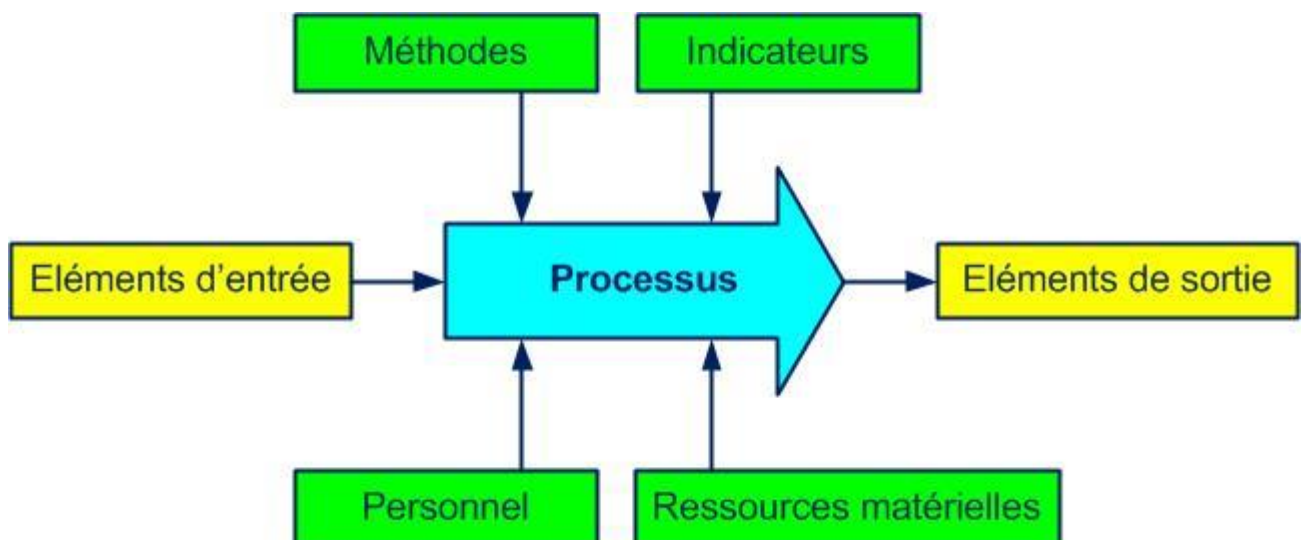 Méthodes
Indicateurs
Eléments d'entrée
Processus
Eléments de sortie
Personnel
Ressources matérielles